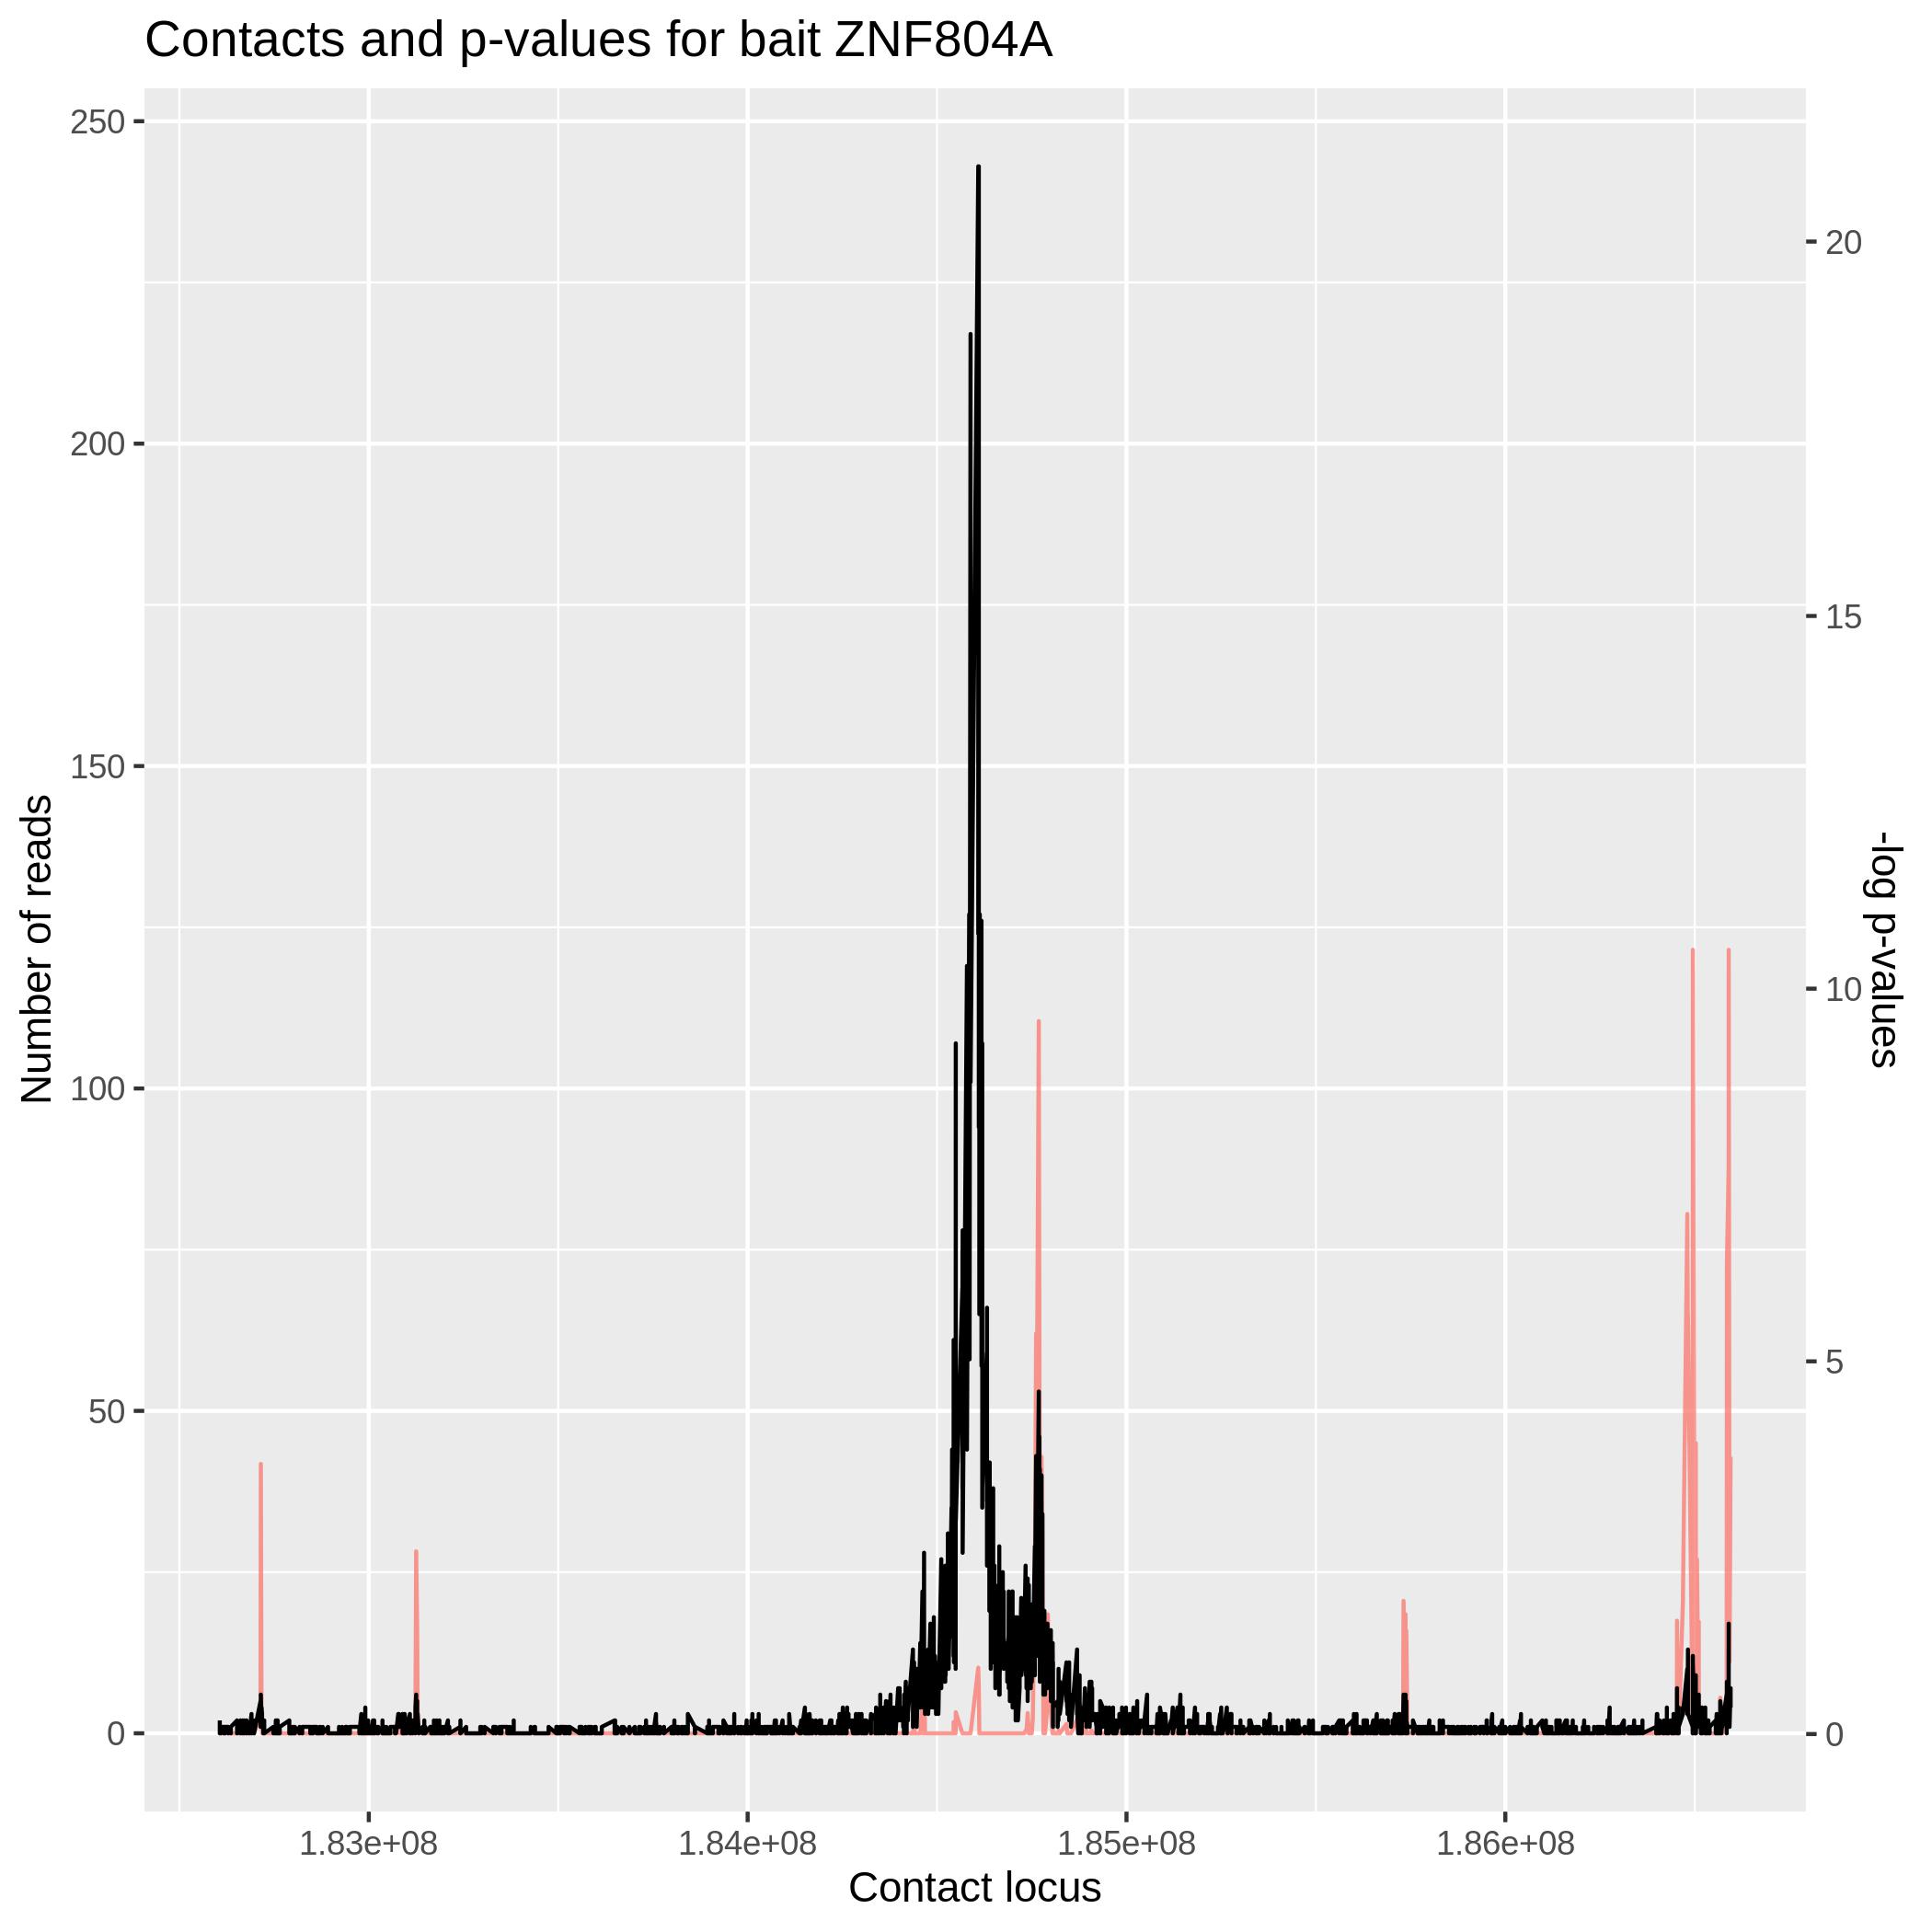 Contacts and p-values for bait ZNF804A
250
200
150
100
50
0
Number of reads
20
15
10
5
0
-log p-values
1.83e+08
1.84e+08
1.85e+08
1.86e+08
Contact locus